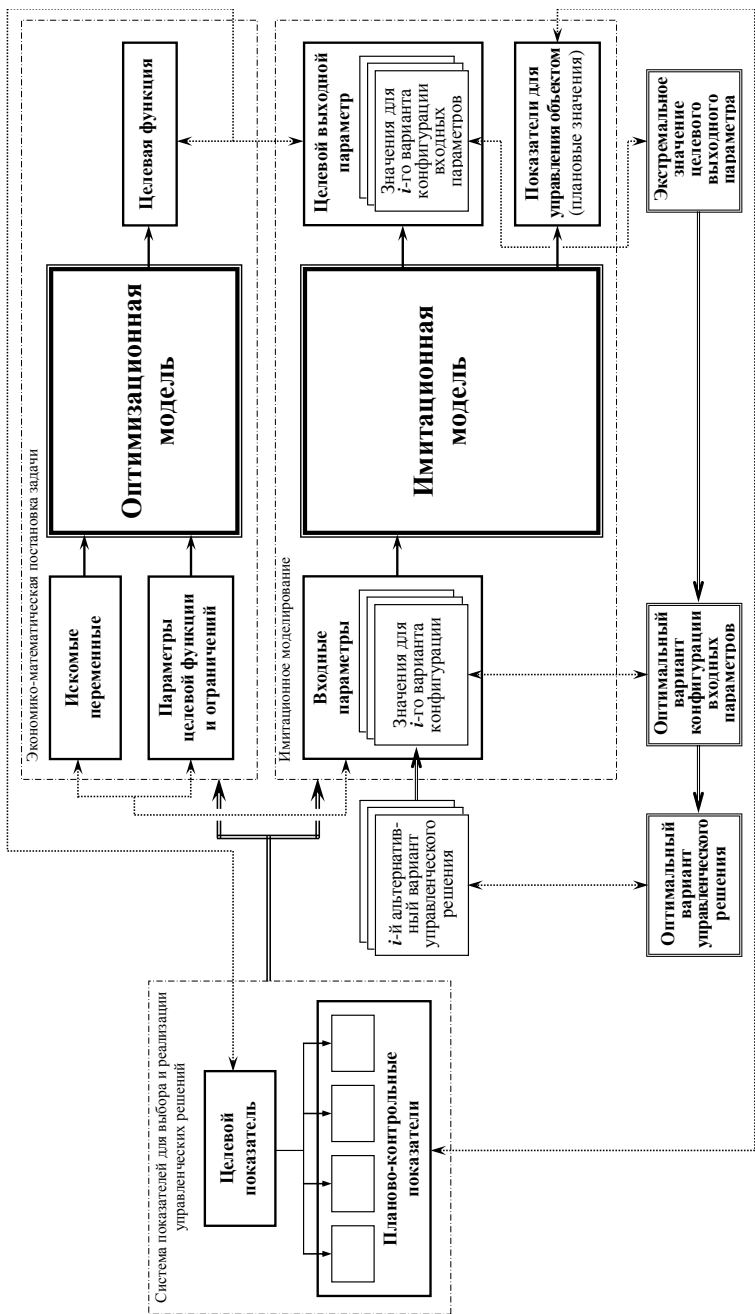 Система показателей для выбора и реализации
управленческих решений
Целевой
показатель
Планово-контрольные
показатели
Экономико-математическая постановка задачи
Искомые
переменные
Параметры
целевой функции
и ограничений
Оптимизационная
модель
Целевая функция
Имитационное моделирование
Входные
параметры
Значения для
i-го варианта
конфигурации
Имитационная
модель
Целевой выходной
параметр
Значения для
i-го варианта
конфигурации
входных
параметров
Показатели для
управления объектом
(плановые значения)
i-й альтернатив-
ный вариант
управленческого
решения
Оптимальный
вариант
управленческого
решения
Оптимальный
вариант
конфигурации
входных
параметров
Экстремальное
значение
целевого
выходного
параметра